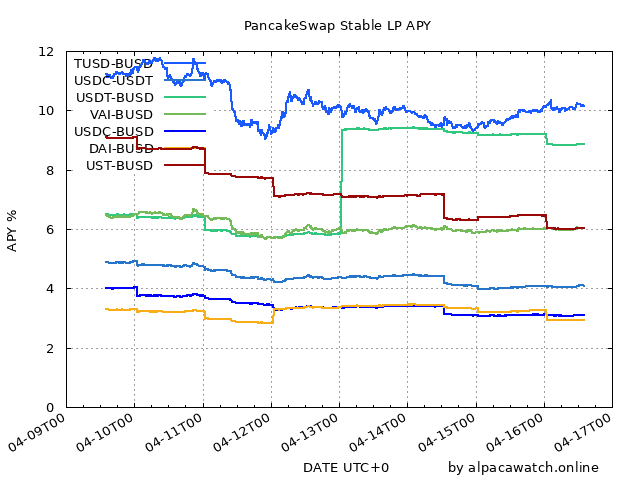 PancakeSwap Stable LP APY
12
10
8
6
4
2
0
APY %
TUSD-BUSD
USDC-USDT
USDT-BUSD
VAI-BUSD
USDC-BUSD
DAI-BUSD
UST-BUSD
04-09T00
04-10T00
04-11T00
04-12T00
04-13T00
04-14T00
04-15T00
04-16T00
04-17T00
DATE UTC+0
by alpacawatch.online